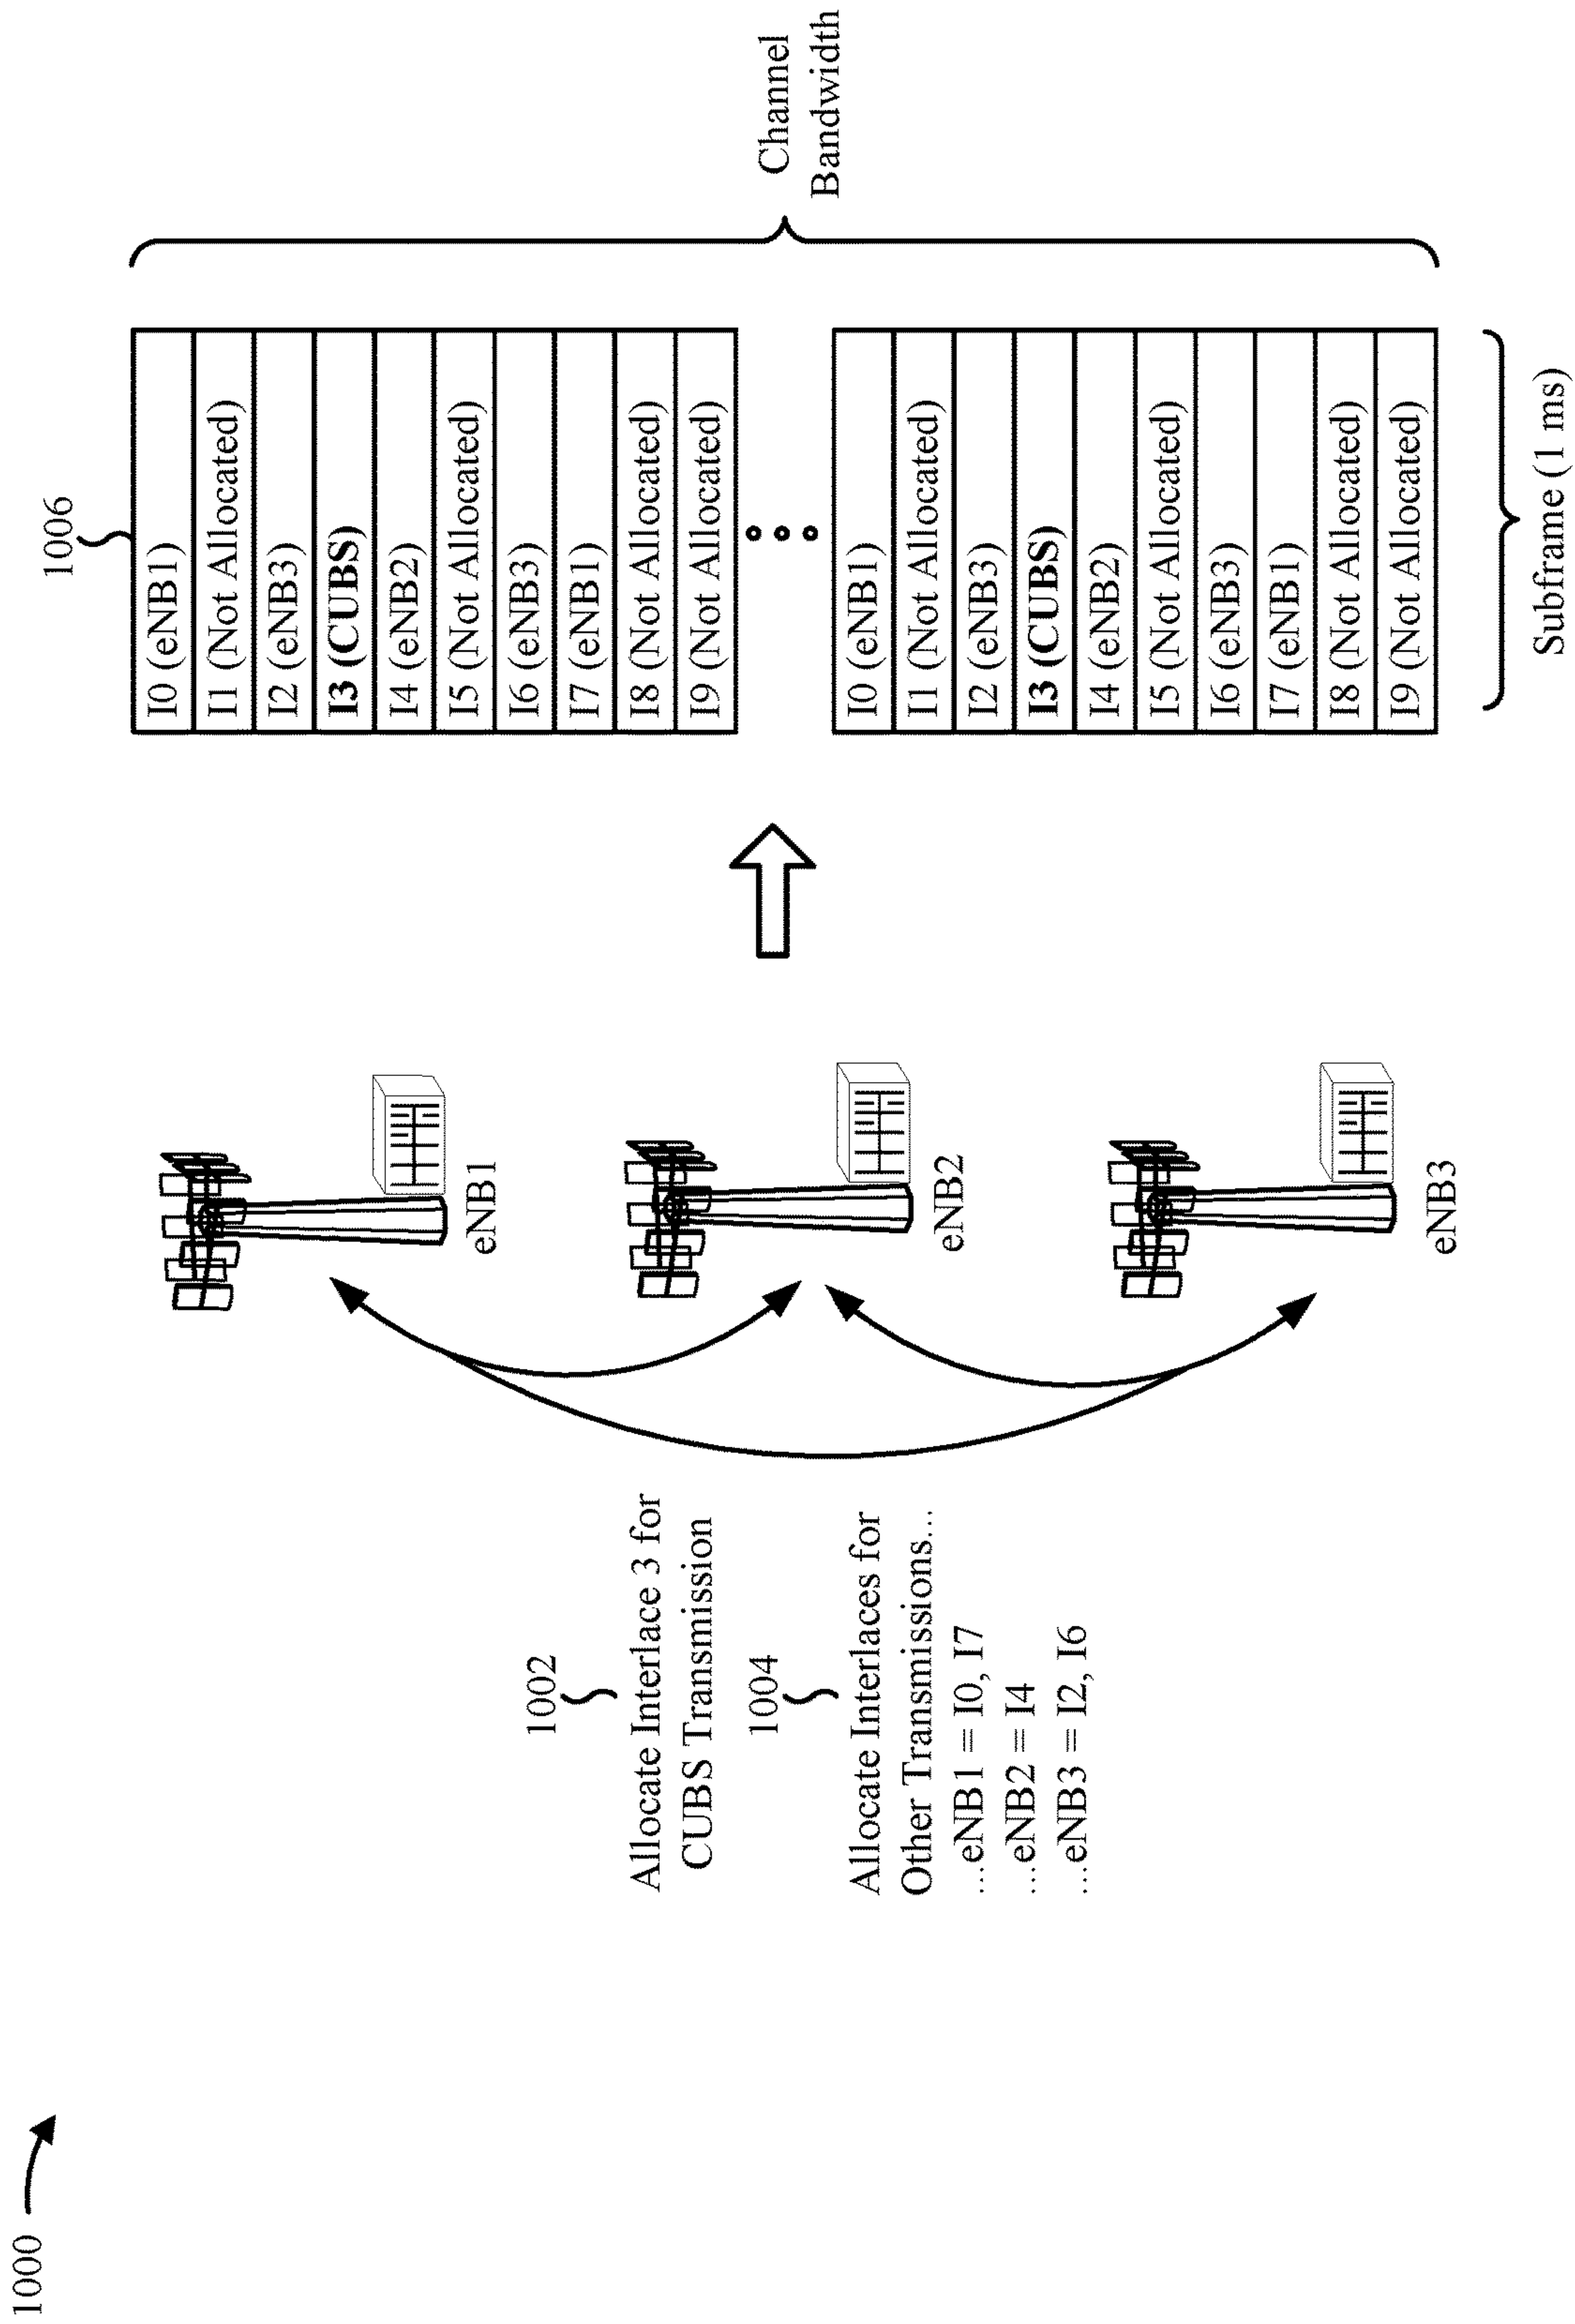 1000
1002
Allocate Interlace 3 for
CUBS Transmission
1004
Allocate Interlaces for
Other Transmissions...
...eNB1 = I0, I7
...eNB2 = I4
...eNB3 = I2, I6
eNB1
eNB2
eNB3
1006
I0 (eNB1)
I1 (Not Allocated)
I2 (eNB3)
I3 (CUBS)
I4 (eNB2)
I5 (Not Allocated)
I6 (eNB3)
I7 (eNB1)
I8 (Not Allocated)
I9 (Not Allocated)
I0 (eNB1)
I1 (Not Allocated)
I2 (eNB3)
I3 (CUBS)
I4 (eNB2)
I5 (Not Allocated)
I6 (eNB3)
I7 (eNB1)
I8 (Not Allocated)
I9 (Not Allocated)
Subframe (1 ms)
Channel
Bandwidth